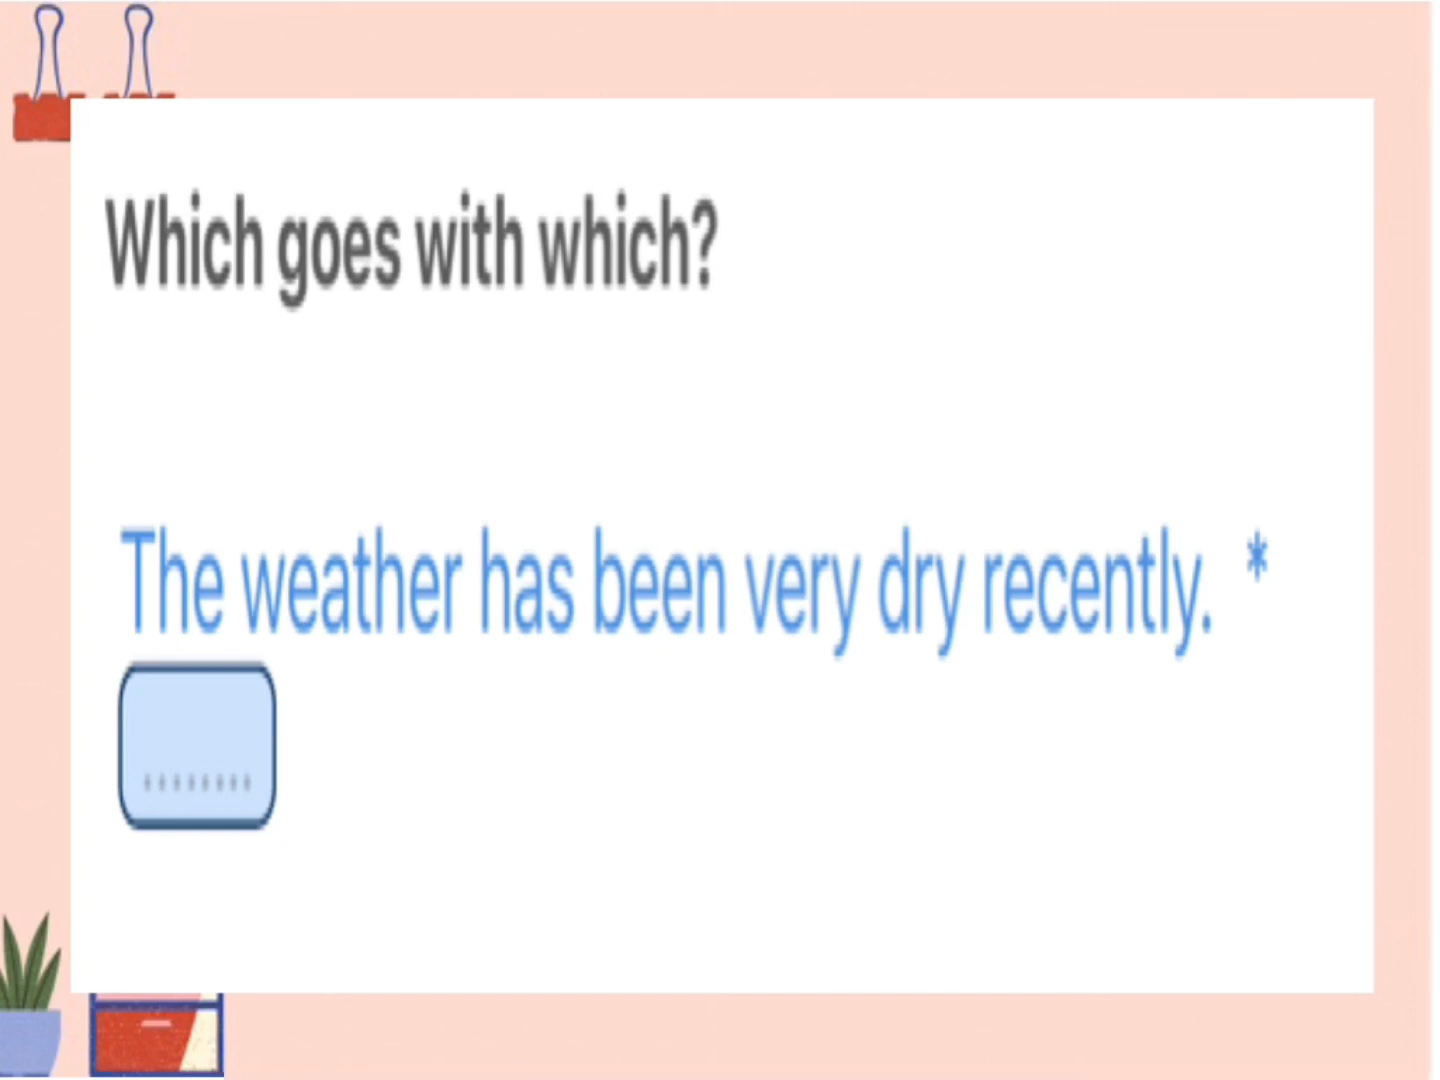 Which goes with which?
The weather has been very dry recently. *
........